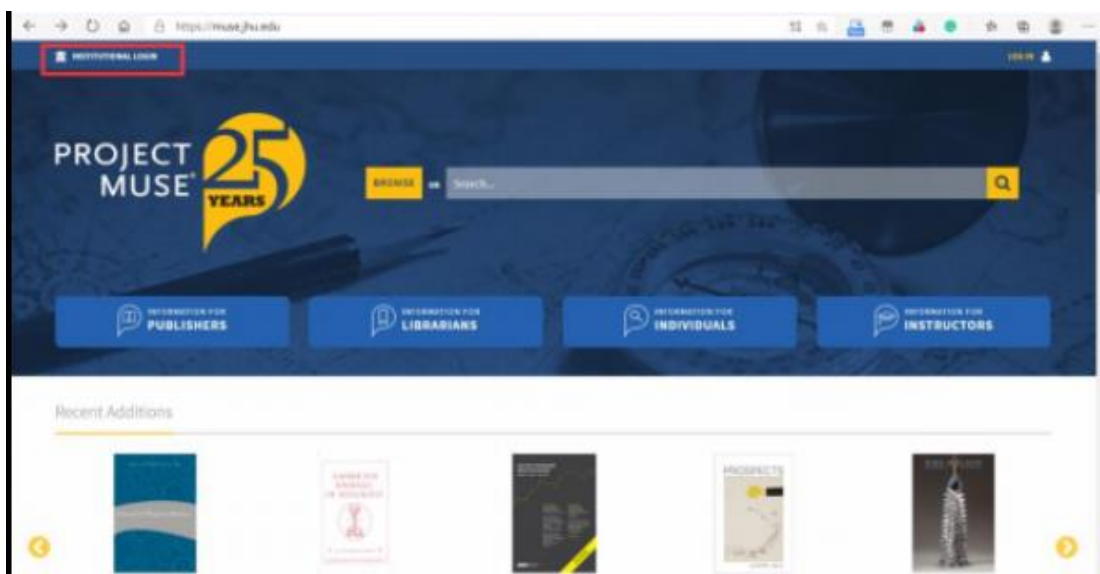 https://muse.jhu.edu
INSTITUTIONAL LOGIN
LOG IN
PROJECT
MUSE
25
YEARS
BROWSE OR Search...
INFORMATION FOR
PUBLISHERS
INFORMATION FOR
LIBRARIANS
INFORMATION FOR
INDIVIDUALS
INFORMATION FOR
INSTRUCTORS
Recent Additions
PROSPECTS